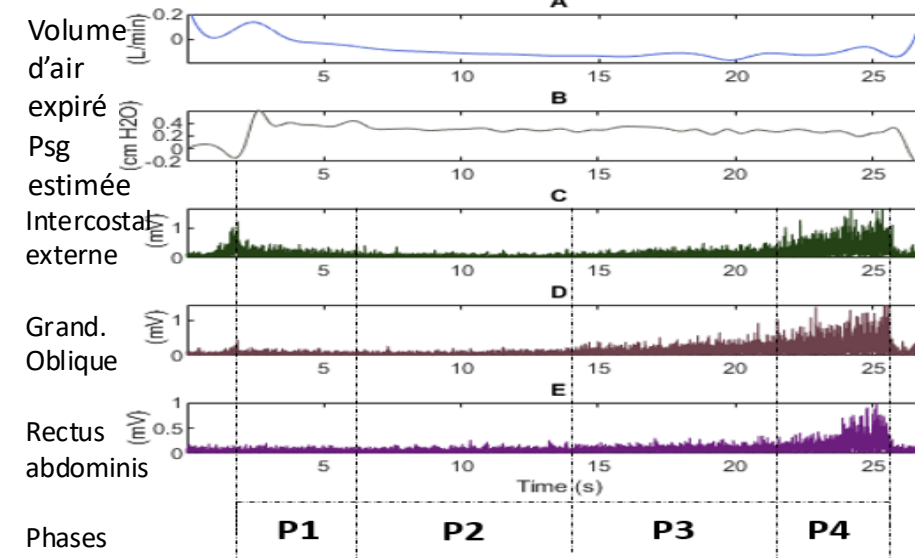 A
Volume
d’air
expiré
(L/min)
0.2
0
5
10
15
20
25
B
Psg
estimée
(cm H2O)
0.4
0.2
0
-0.2
5
10
15
20
25
C
Intercostal
externe
(mV)
1
0
5
10
15
20
25
D
Grand.
Oblique
(mV)
1
0
5
10
15
20
25
E
Rectus
abdominis
(mV)
1
0.5
0
5
10
15
20
25
Time (s)
Phases
P1 P2 P3 P4